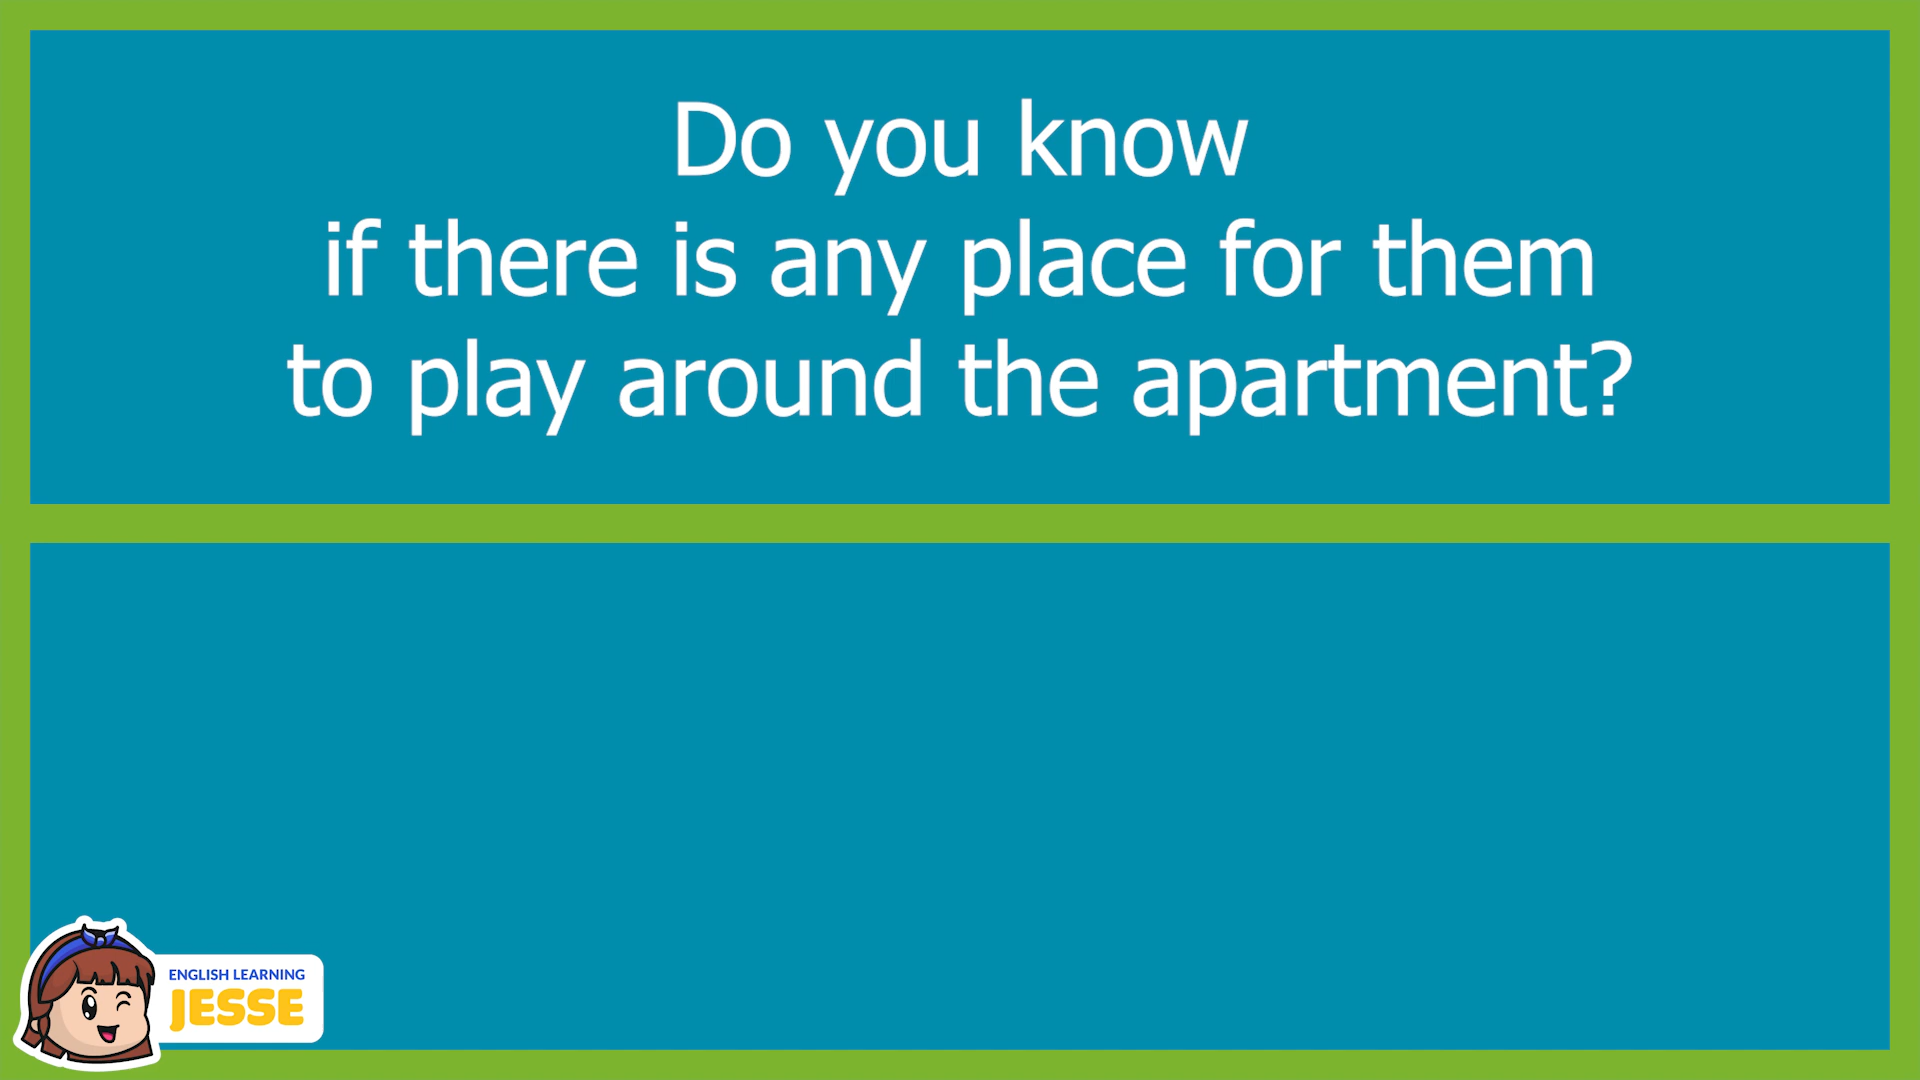 Do you know
if there is any place for them
to play around the apartment?
ENGLISH LEARNING
JESSE